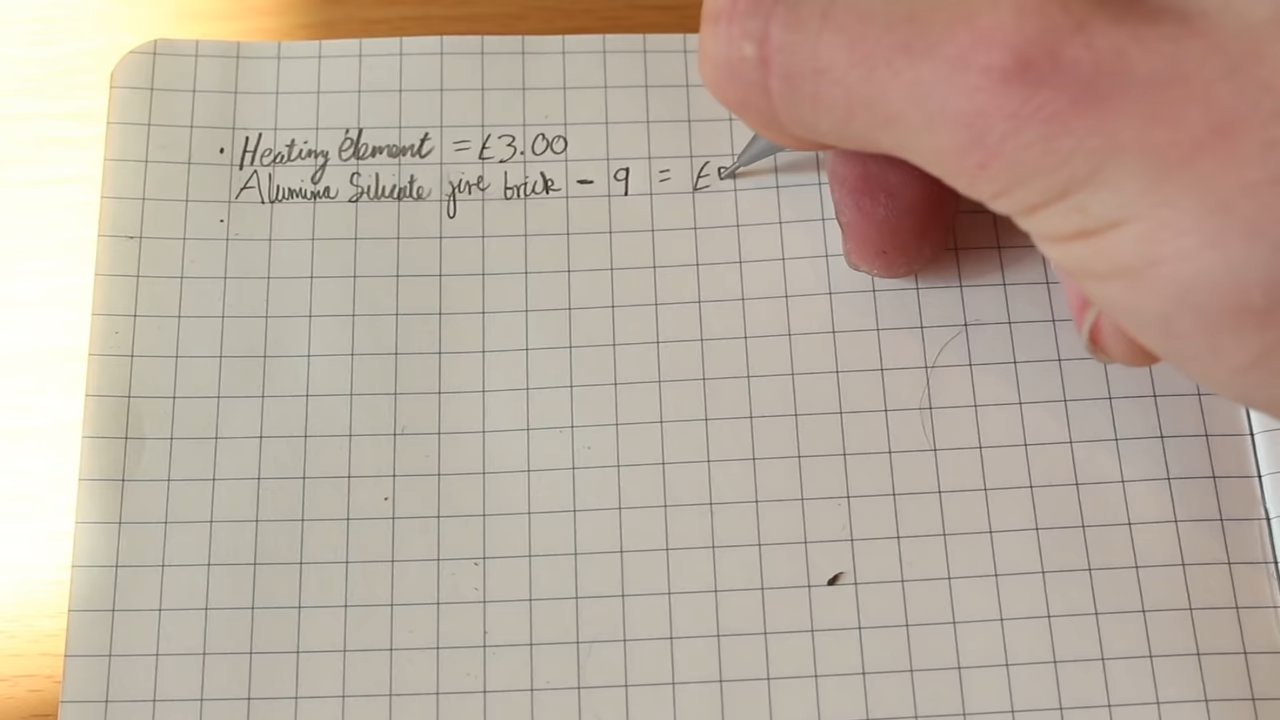 · Heating element = £3.00
Alumina Silicate fire brick - 9 = £